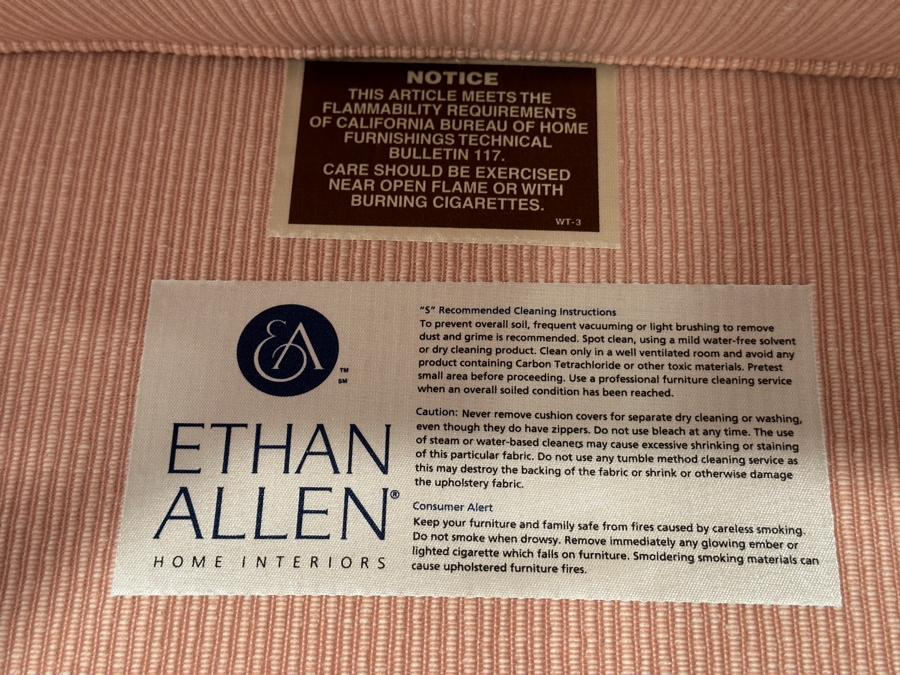 NOTICE
THIS ARTICLE MEETS THE
FLAMMABILITY REQUIREMENTS
OF CALIFORNIA BUREAU OF HOME
FURNISHINGS TECHNICAL
BULLETIN 117.
CARE SHOULD BE EXERCISED
NEAR OPEN FLAME OR WITH
BURNING CIGARETTES.
WT-3
EA
TM
SM
ETHAN
ALLEN®
HOME INTERIORS
"S" Recommended Cleaning Instructions
To prevent overall soil, frequent vacuuming or light brushing to remove
dust and grime is recommended. Spot clean, using a mild water-free solvent
or dry cleaning product. Clean only in a well ventilated room and avoid any
product containing Carbon Tetrachloride or other toxic materials. Pretest
small area before proceeding. Use a professional furniture cleaning service
when an overall soiled condition has been reached.
Caution: Never remove cushion covers for separate dry cleaning or washing,
even though they do have zippers. Do not use bleach at any time. The use
of steam or water-based cleaners may cause excessive shrinking or staining
of this particular fabric. Do not use any tumble method cleaning service as
this may destroy the backing of the fabric or shrink or otherwise damage
the upholstery fabric.
Consumer Alert
Keep your furniture and family safe from fires caused by careless smoking.
Do not smoke when drowsy. Remove immediately any glowing ember or
lighted cigarette which falls on furniture. Smoldering smoking materials can
cause upholstered furniture fires.